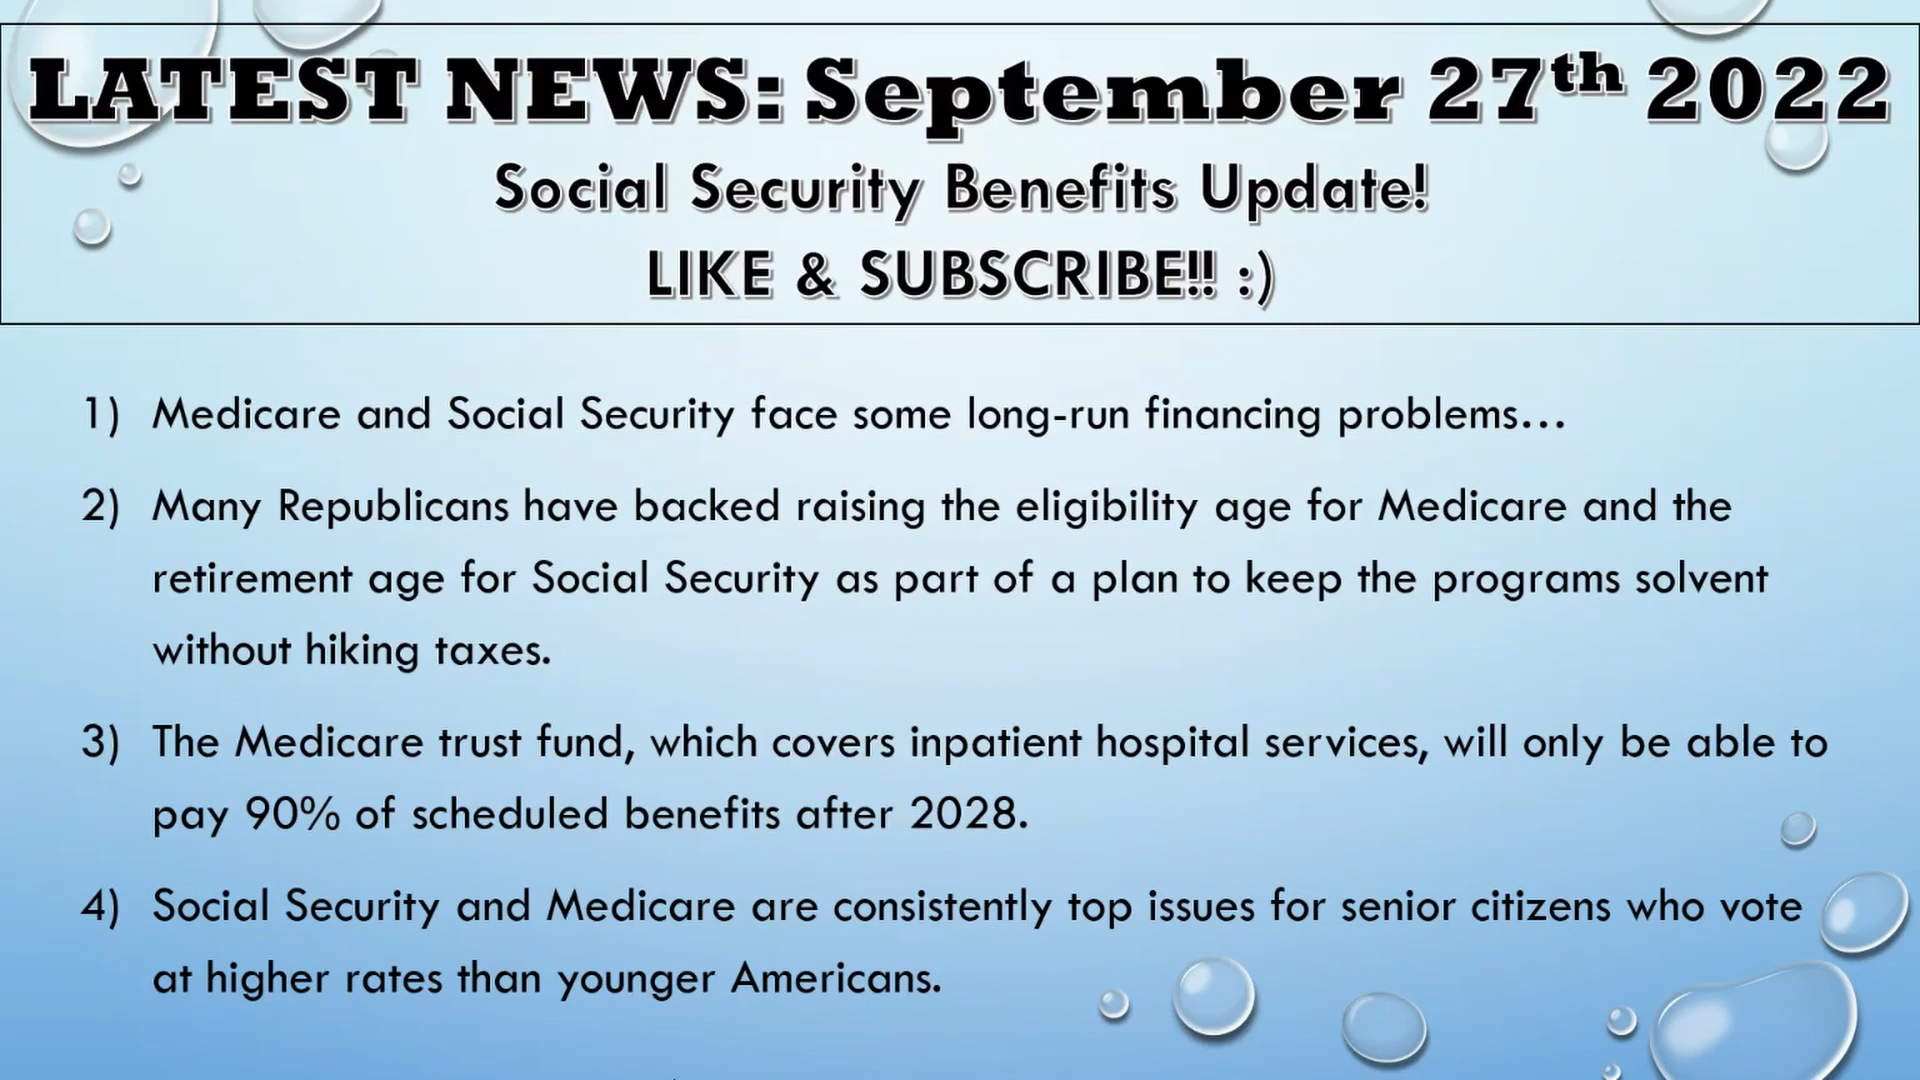 LATEST NEWS: September 27th 2022
Social Security Benefits Update!
LIKE & SUBSCRIBE!! :)
1) Medicare and Social Security face some long-run financing problems…
2) Many Republicans have backed raising the eligibility age for Medicare and the
retirement age for Social Security as part of a plan to keep the programs solvent
without hiking taxes.
3) The Medicare trust fund, which covers inpatient hospital services, will only be able to
pay 90% of scheduled benefits after 2028.
4) Social Security and Medicare are consistently top issues for senior citizens who vote
at higher rates than younger Americans.